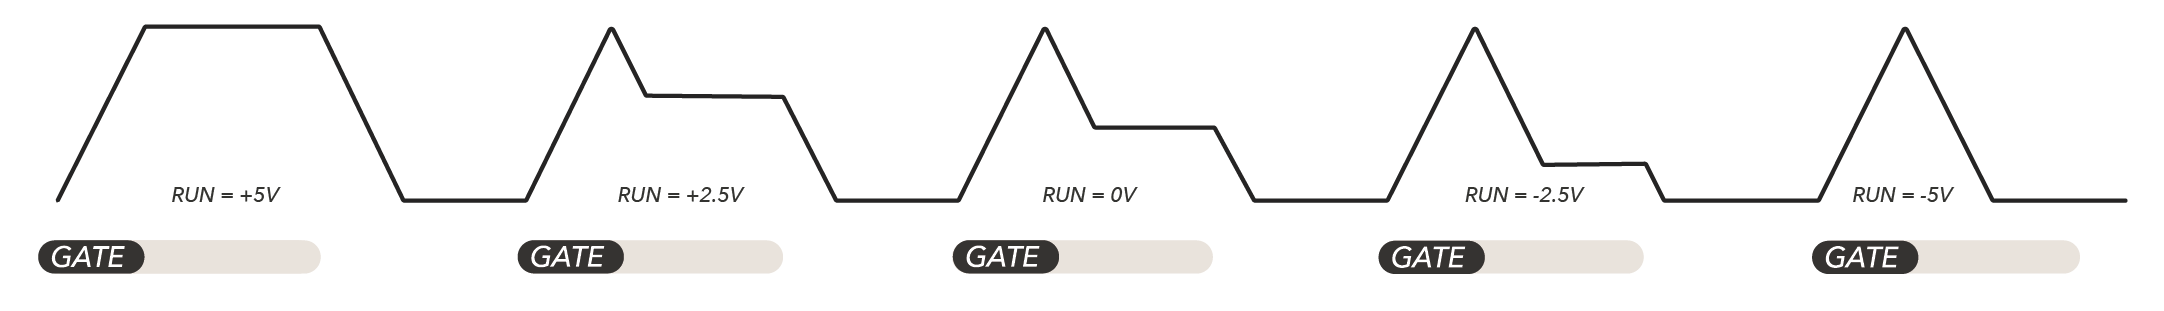 RUN = +5V
RUN = +2.5V
RUN = 0V
RUN = -2.5V
RUN = -5V
GATE
GATE
GATE
GATE
GATE